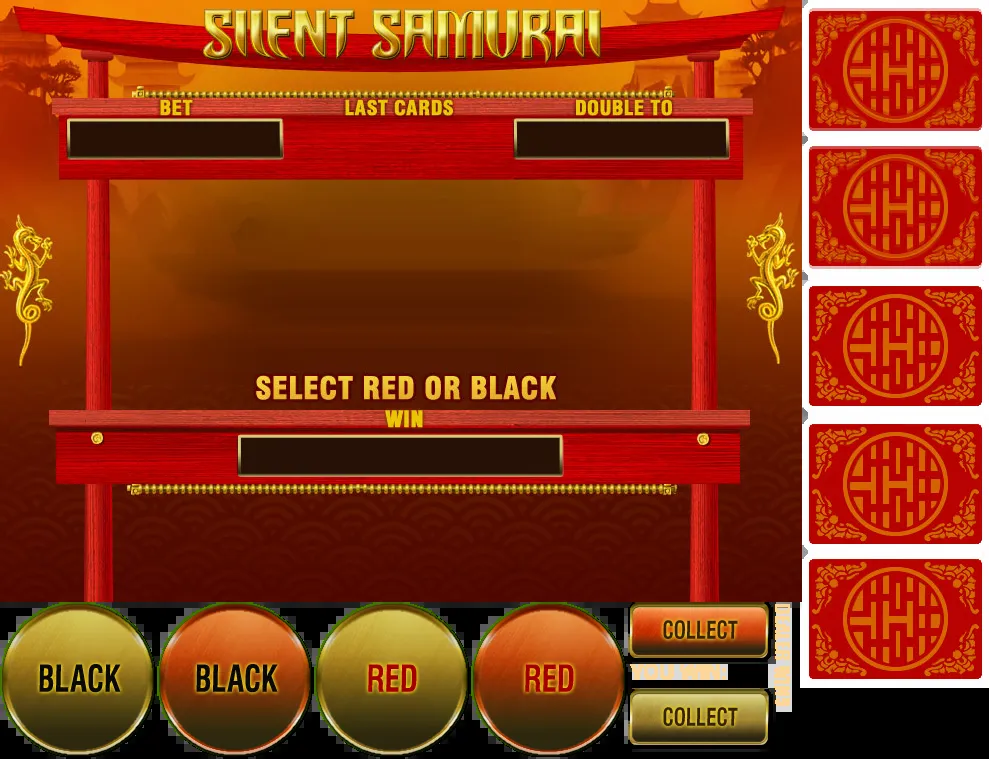 SILENT SAMURAI
BET
LAST CARDS
DOUBLE TO
SELECT RED OR BLACK
WIN
BLACK
BLACK
RED
RED
COLLECT
COLLECT